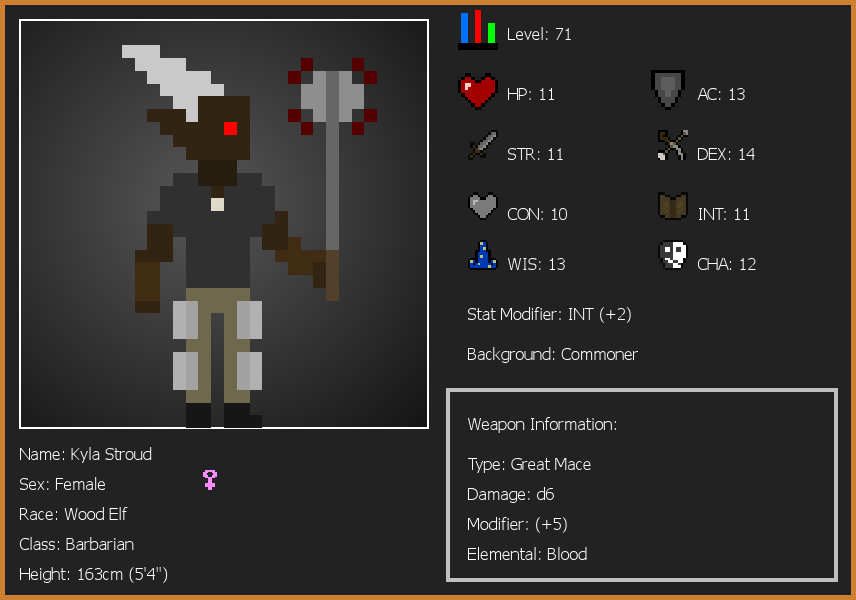 Level: 71
HP: 11
AC: 13
STR: 11
DEX: 14
CON: 10
INT: 11
WIS: 13
CHA: 12
Stat Modifier: INT (+2)
Background: Commoner
Weapon Information:
Type: Great Mace
Damage: d6
Modifier: (+5)
Elemental: Blood
Name: Kyla Stroud
Sex: Female
Race: Wood Elf
Class: Barbarian
Height: 163cm (5'4")